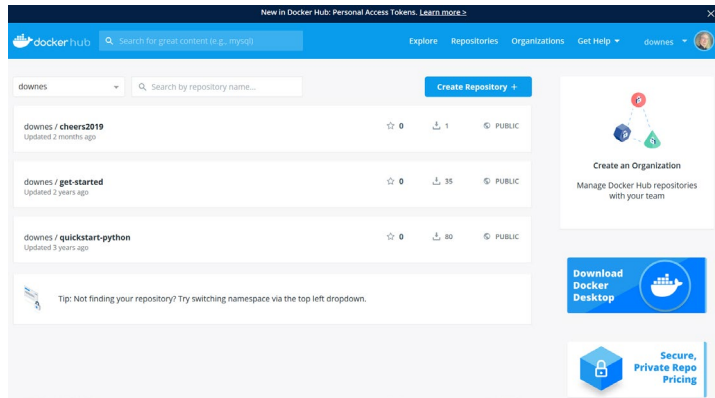 New in Docker Hub: Personal Access Tokens. Learn more >
docker hub
Search for great content (e.g., mysql)
Explore
Repositories
Organizations
Get Help
downes
downes
Search by repository name...
Create Repository +
downes / cheers2019
Updated 2 months ago
0
1
PUBLIC
downes / get-started
Updated 2 years ago
0
35
PUBLIC
downes / quickstart-python
Updated 3 years ago
0
80
PUBLIC
Tip: Not finding your repository? Try switching namespace via the top left dropdown.
Create an Organization
Manage Docker Hub repositories
with your team
Download
Docker
Desktop
Secure,
Private Repo
Pricing